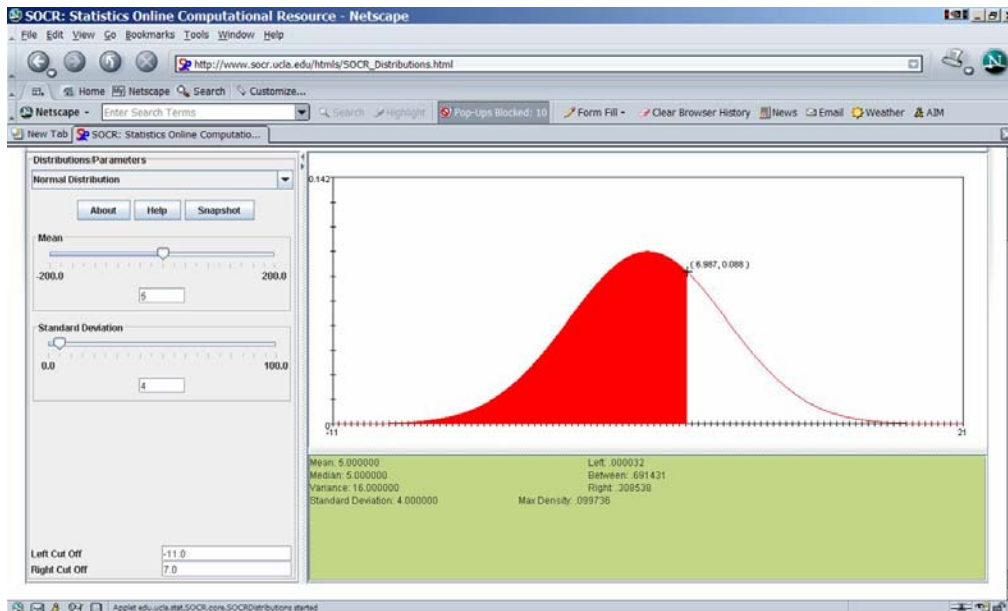 SOCR: Statistics Online Computational Resource - Netscape
File Edit View Go Bookmarks Tools Window Help
http://www.socr.ucla.edu/htmls/SOCR_Distributions.html
Home Netscape Search Customize...
Netscape Enter Search Terms Search Highlight Pop-Ups Blocked: 10 Form Fill Clear Browser History News Email Weather AIM
New Tab SOCR: Statistics Online Computatio...
Distributions/Parameters
Normal Distribution
About Help Snapshot
Mean
-200.0 200.0
5
Standard Deviation
0.0 100.0
4
Left Cut Off -11.0
Right Cut Off 7.0
0.142
( 6.987, 0.088 )
0
-11 21
Mean: 5.000000 Left: .000032
Median: 5.000000 Between: .691431
Variance: 16.000000 Right: .308538
Standard Deviation: 4.000000 Max Density: .099736
Applet edu.ucla.stat.SOCR.core.SOCRDistributions started